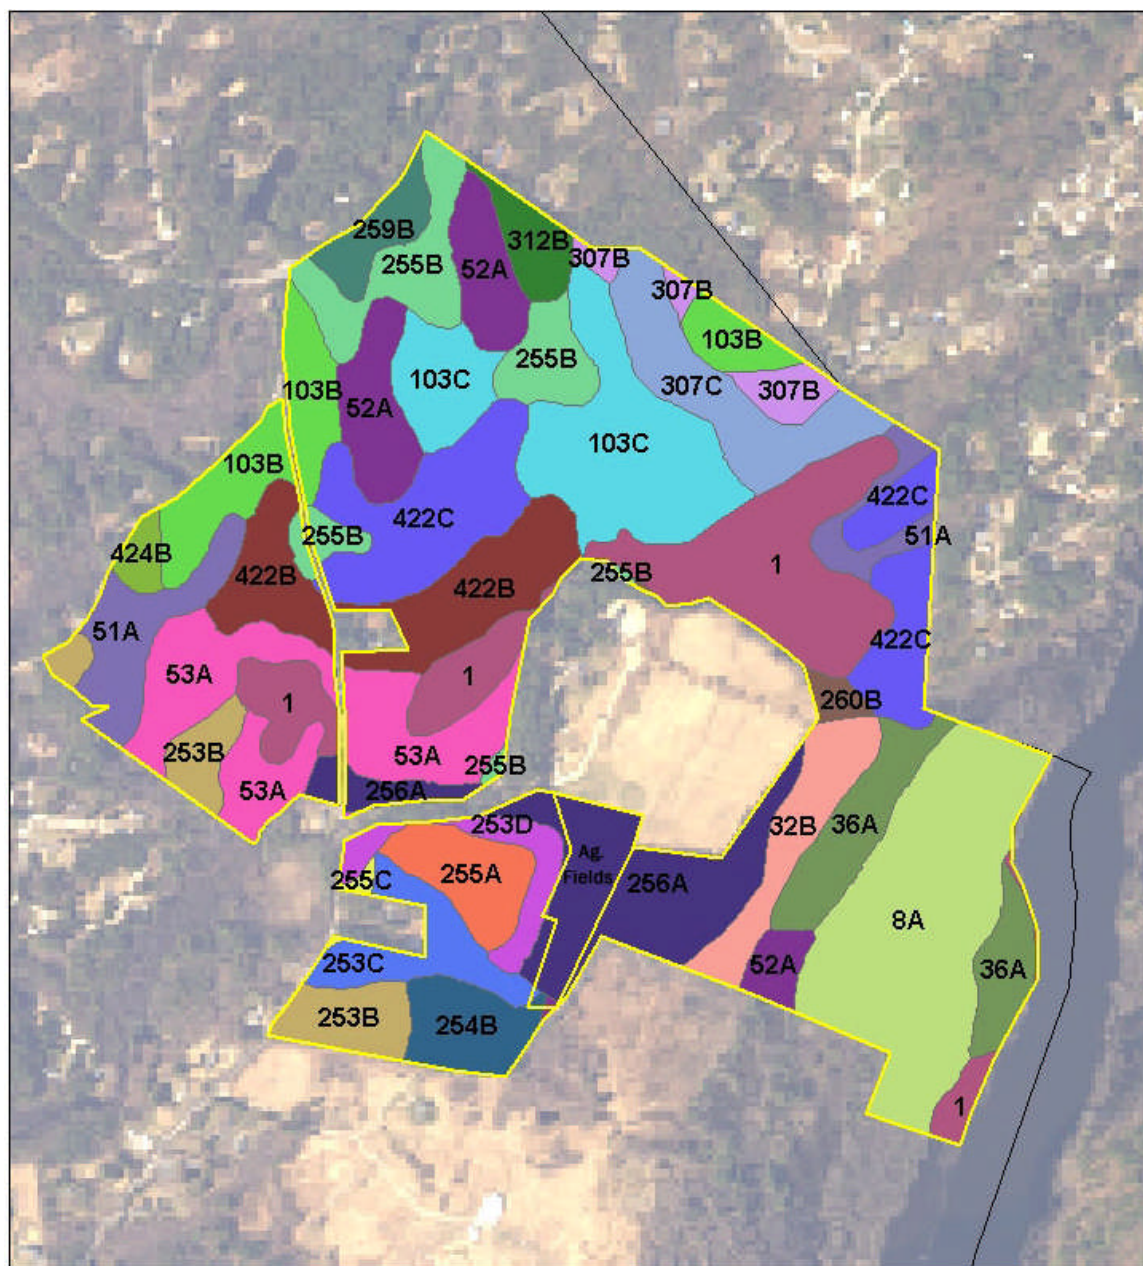 259B
312B
307B
255B
52A
307B
103B
255B
307C
307B
103B
103C
52A
103C
103B
422C
422C
255B
51A
424B
1
255B
422B
422B
51A
422C
53A
1
1
260B
253B
53A
255B
53A
256A
253D
32B
36A
Ag.
Fields
255C
255A
256A
8A
52A
36A
253C
253B
254B
1